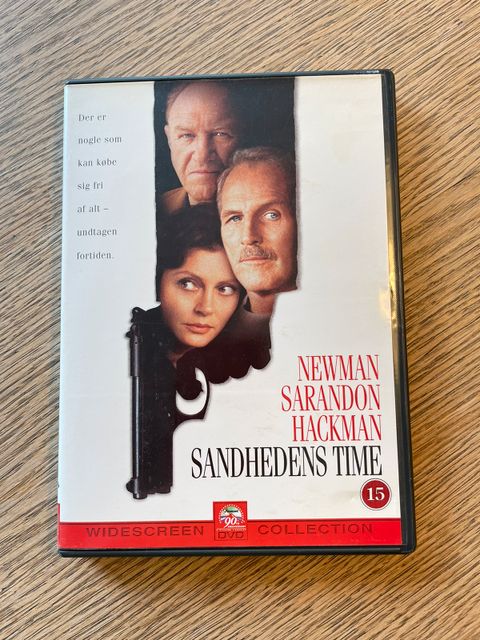 Der er
nogle som
kan købe
sig fri
af alt –
undtagen
fortiden.
NEWMAN
SARANDON
HACKMAN
SANDHEDENS TIME
15
WIDESCREEN DVD COLLECTION
90